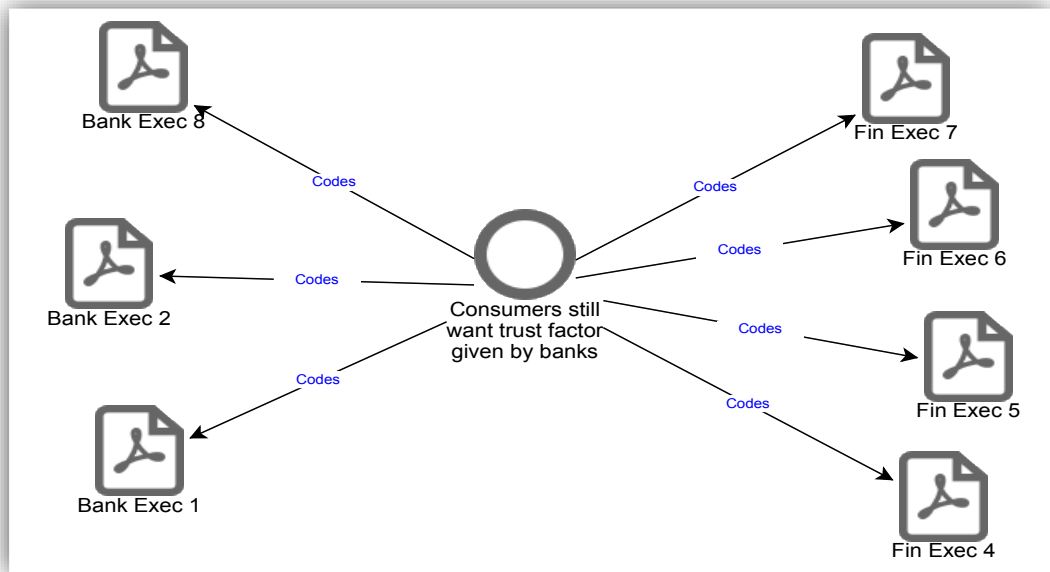 Bank Exec 8
Fin Exec 7
Codes
Codes
Fin Exec 6
Codes
Bank Exec 2
Codes
Consumers still
want trust factor
given by banks
Codes
Fin Exec 5
Codes
Codes
Bank Exec 1
Fin Exec 4